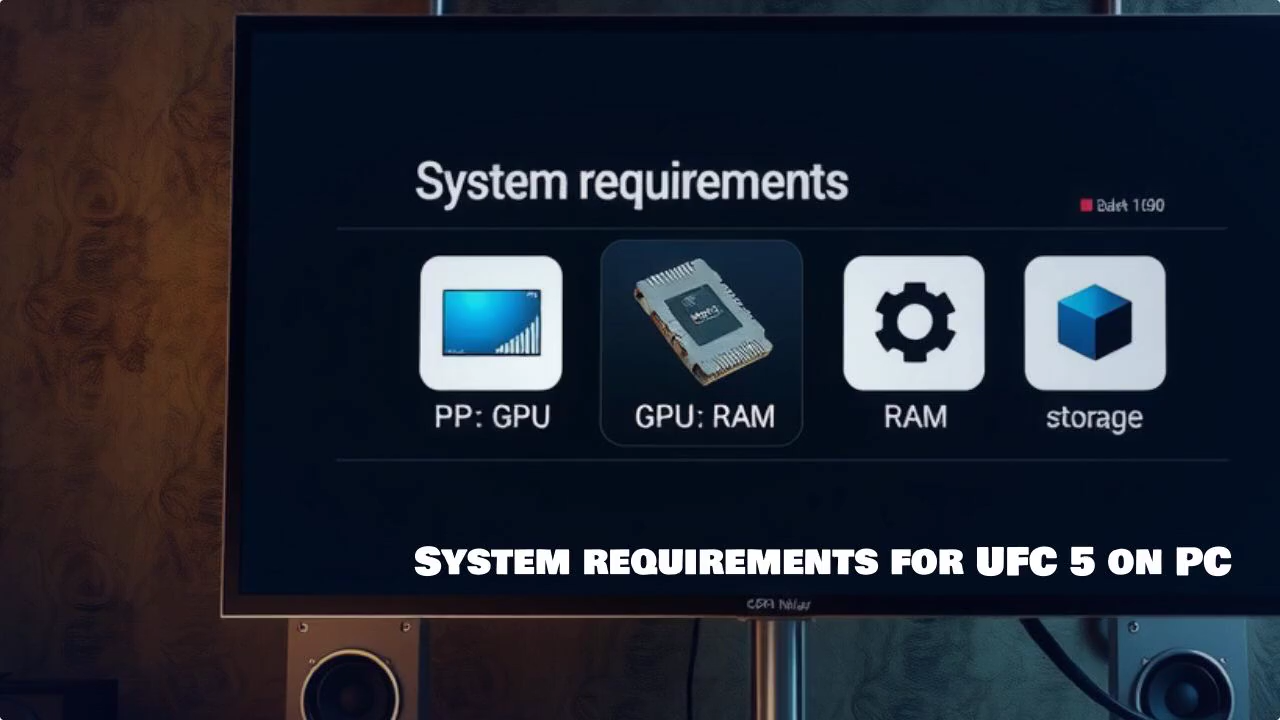 System requirements
PP: GPU
GPU: RAM
RAM
storage
System requirements for UFC 5 on PC